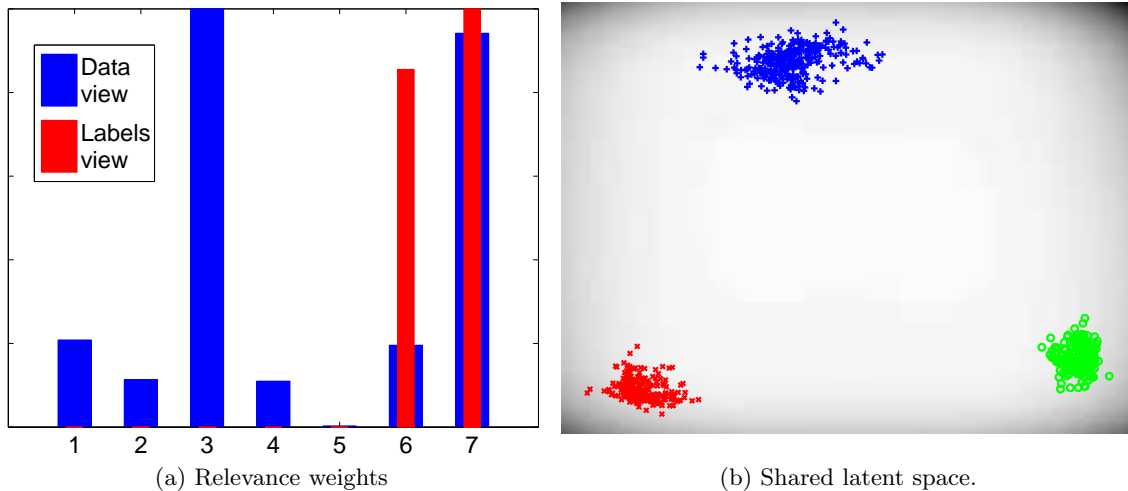 Data
view
Labels
view
1 2 3 4 5 6 7
(a) Relevance weights
(b) Shared latent space.